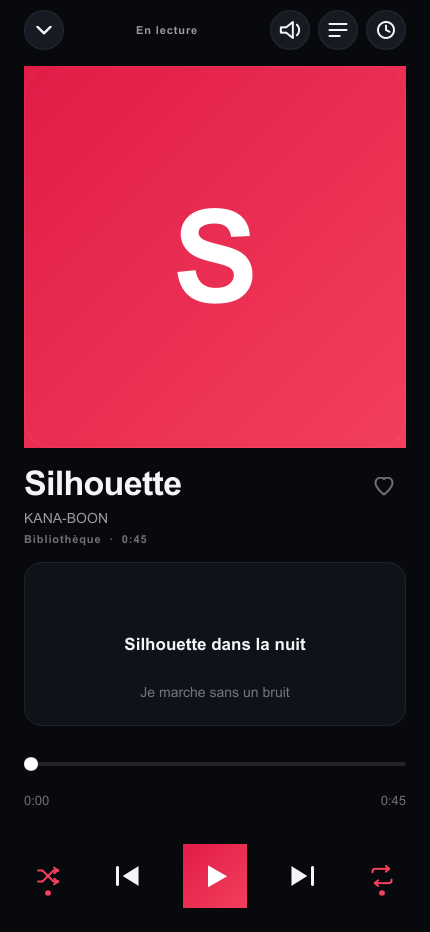 En lecture
S
Silhouette
KANA-BOON
Bibliothèque · 0:45
Silhouette dans la nuit
Je marche sans un bruit
0:00
0:45